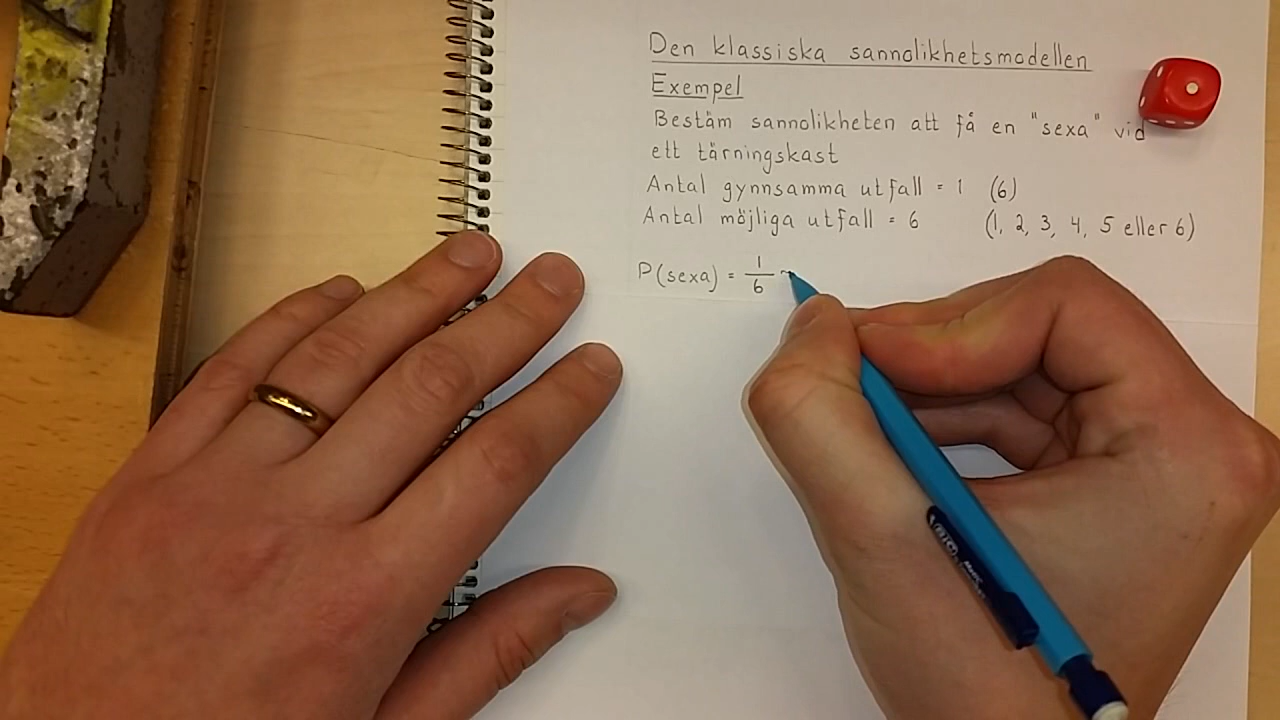 Den klassiska sannolikhetsmodellen
Exempel
Bestäm sannolikheten att få en "sexa" vid
ett tärningskast
Antal gynnsamma utfall = 1 (6)
Antal möjliga utfall = 6 (1, 2, 3, 4, 5 eller 6)
P(sexa) = 1/6 ~
BIC